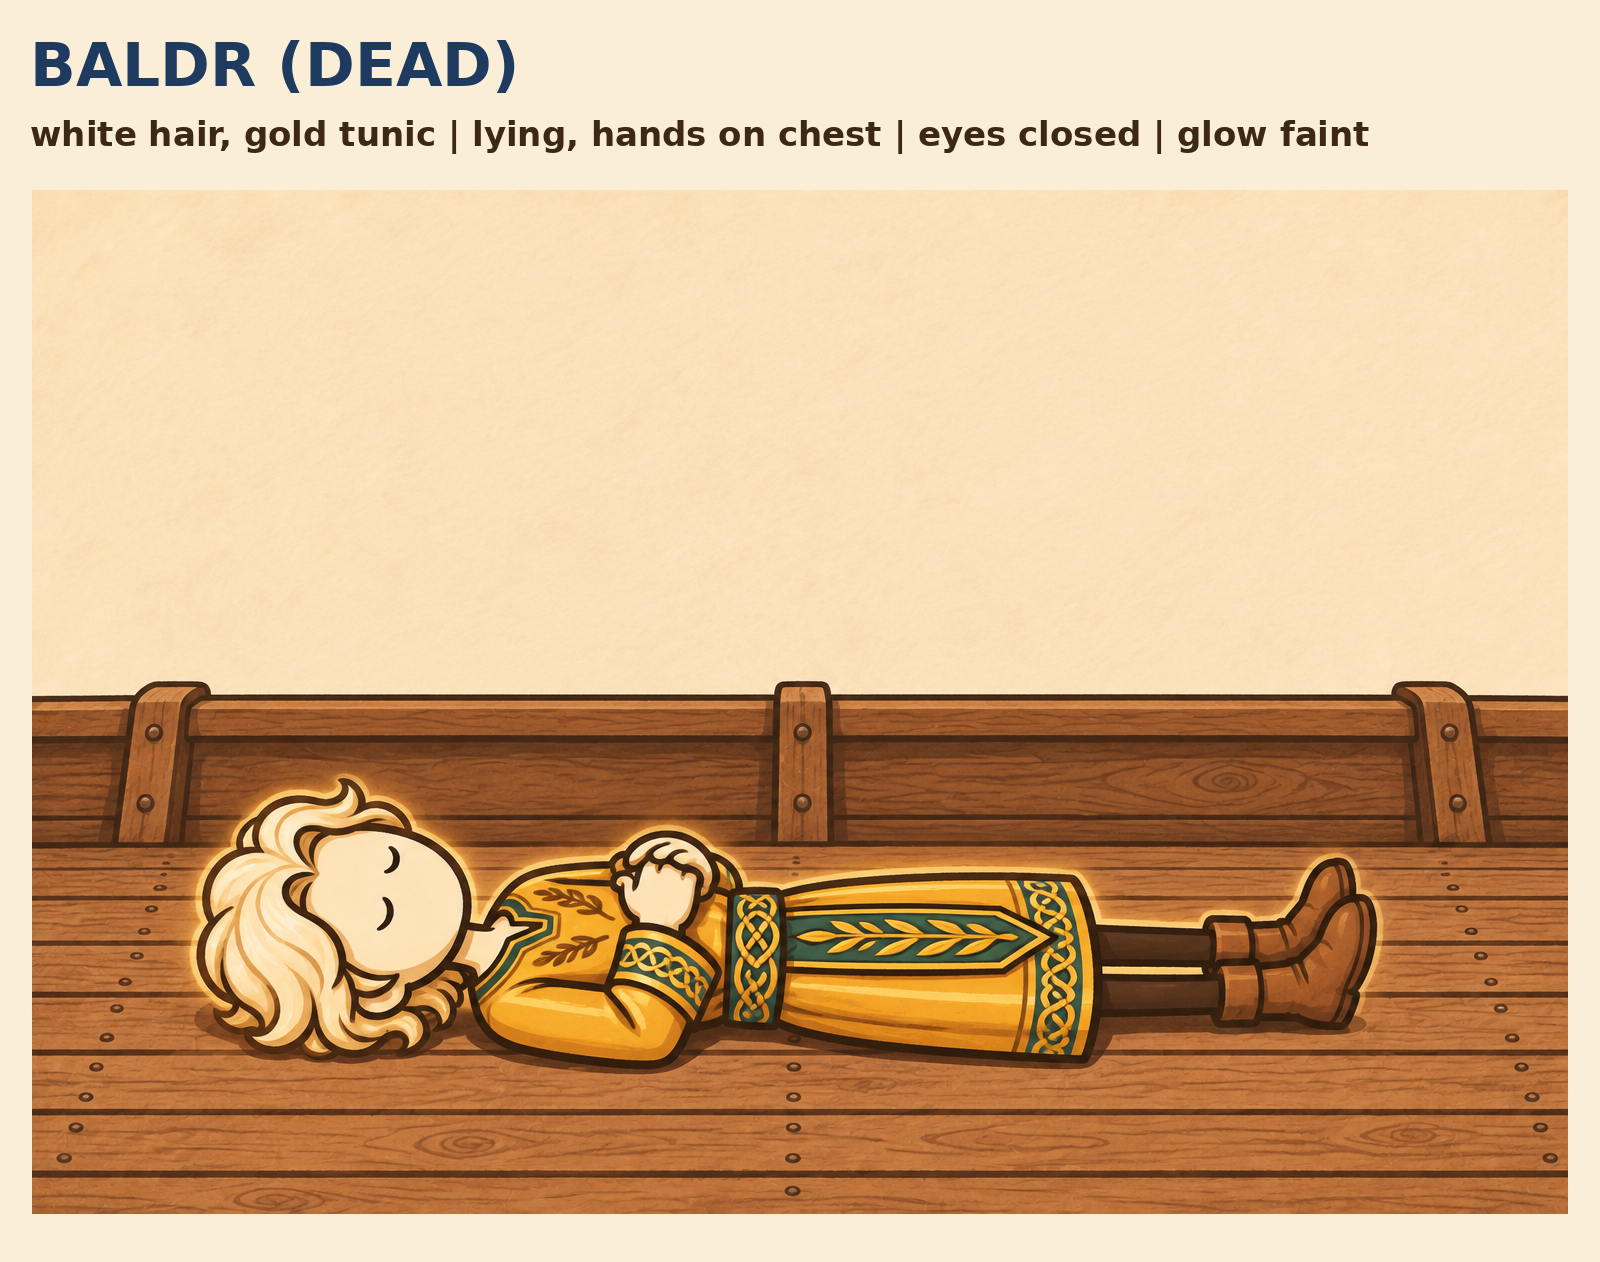 BALDR (DEAD)
white hair, gold tunic | lying, hands on chest | eyes closed | glow faint